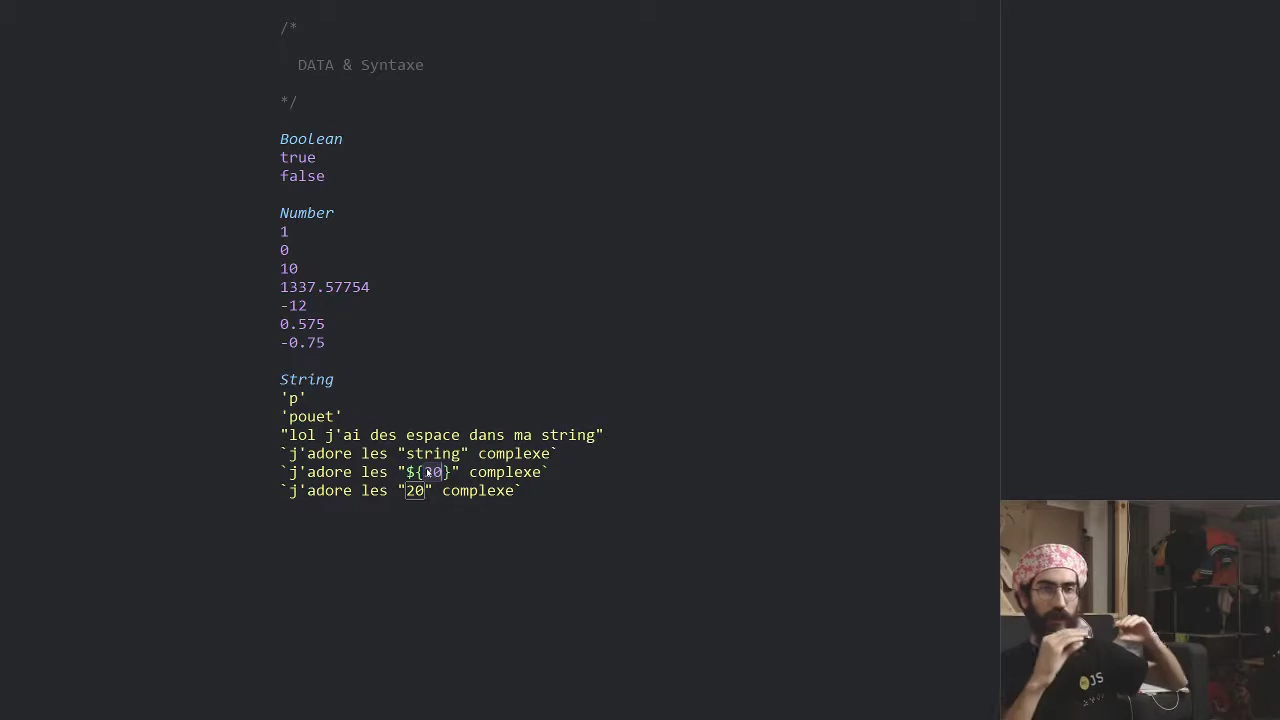 /*
DATA & Syntaxe
*/
Boolean
true
false
Number
1
0
10
1337.57754
-12
0.575
-0.75
String
'p'
'pouet'
"lol j'ai des espace dans ma string"
`j'adore les "string" complexe`
`j'adore les "${20}" complexe`
`j'adore les "20" complexe`
JS